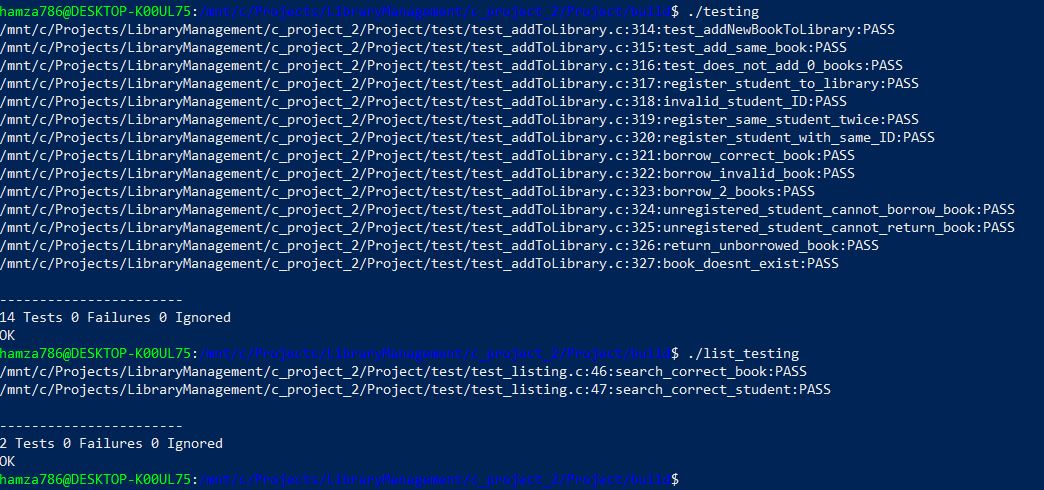 hamza786@DESKTOP-K00UL75:/mnt/c/Projects/LibraryManagement/c_project_2/Project/build$ ./testing
/mnt/c/Projects/LibraryManagement/c_project_2/Project/test/test_addToLibrary.c:314:test_addNewBookToLibrary:PASS
/mnt/c/Projects/LibraryManagement/c_project_2/Project/test/test_addToLibrary.c:315:test_add_same_book:PASS
/mnt/c/Projects/LibraryManagement/c_project_2/Project/test/test_addToLibrary.c:316:test_does_not_add_0_books:PASS
/mnt/c/Projects/LibraryManagement/c_project_2/Project/test/test_addToLibrary.c:317:register_student_to_library:PASS
/mnt/c/Projects/LibraryManagement/c_project_2/Project/test/test_addToLibrary.c:318:invalid_student_ID:PASS
/mnt/c/Projects/LibraryManagement/c_project_2/Project/test/test_addToLibrary.c:319:register_same_student_twice:PASS
/mnt/c/Projects/LibraryManagement/c_project_2/Project/test/test_addToLibrary.c:320:register_student_with_same_ID:PASS
/mnt/c/Projects/LibraryManagement/c_project_2/Project/test/test_addToLibrary.c:321:borrow_correct_book:PASS
/mnt/c/Projects/LibraryManagement/c_project_2/Project/test/test_addToLibrary.c:322:borrow_invalid_book:PASS
/mnt/c/Projects/LibraryManagement/c_project_2/Project/test/test_addToLibrary.c:323:borrow_2_books:PASS
/mnt/c/Projects/LibraryManagement/c_project_2/Project/test/test_addToLibrary.c:324:unregistered_student_cannot_borrow_book:PASS
/mnt/c/Projects/LibraryManagement/c_project_2/Project/test/test_addToLibrary.c:325:unregistered_student_cannot_return_book:PASS
/mnt/c/Projects/LibraryManagement/c_project_2/Project/test/test_addToLibrary.c:326:return_unborrowed_book:PASS
/mnt/c/Projects/LibraryManagement/c_project_2/Project/test/test_addToLibrary.c:327:book_doesnt_exist:PASS
-----------------------
14 Tests 0 Failures 0 Ignored
OK
hamza786@DESKTOP-K00UL75:/mnt/c/Projects/LibraryManagement/c_project_2/Project/build$ ./list_testing
/mnt/c/Projects/LibraryManagement/c_project_2/Project/test/test_listing.c:46:search_correct_book:PASS
/mnt/c/Projects/LibraryManagement/c_project_2/Project/test/test_listing.c:47:search_correct_student:PASS
-----------------------
2 Tests 0 Failures 0 Ignored
OK
hamza786@DESKTOP-K00UL75:/mnt/c/Projects/LibraryManagement/c_project_2/Project/build$